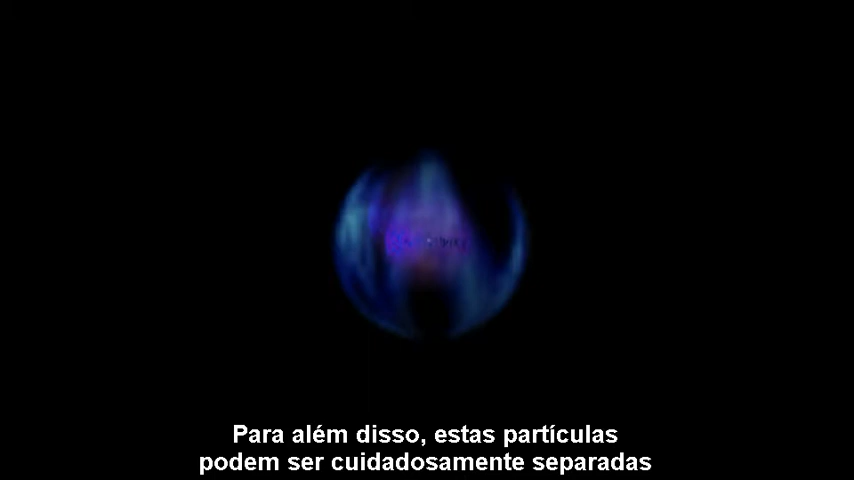 Para além disso, estas partículas
podem ser cuidadosamente separadas